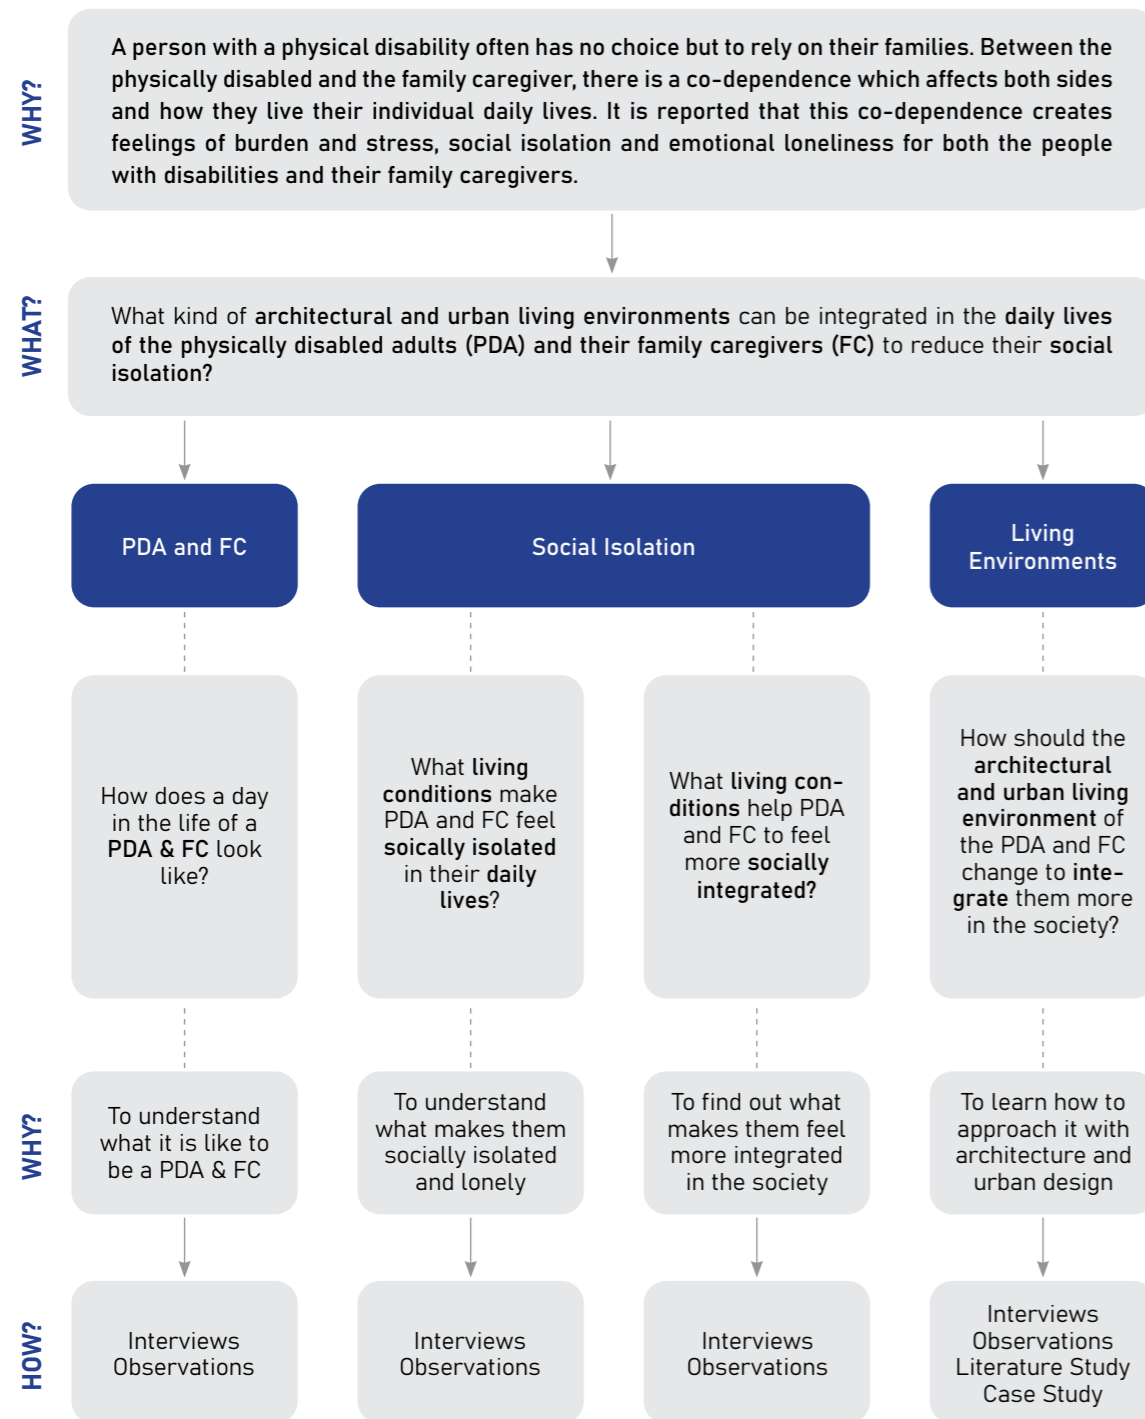 WHY?
A person with a physical disability often has no choice but to rely on their families. Between the
physically disabled and the family caregiver, there is a co-dependence which affects both sides
and how they live their individual daily lives. It is reported that this co-dependence creates
feelings of burden and stress, social isolation and emotional loneliness for both the people
with disabilities and their family caregivers.
WHAT?
What kind of architectural and urban living environments can be integrated in the daily lives
of the physically disabled adults (PDA) and their family caregivers (FC) to reduce their social
isolation?
PDA and FC
Social Isolation
Living
Environments
How does a day
in the life of a
PDA & FC look
like?
What living
conditions make
PDA and FC feel
soically isolated
in their daily
lives?
What living con-
ditions help PDA
and FC to feel
more socially
integrated?
How should the
architectural
and urban living
environment of
the PDA and FC
change to inte-
grate them more
in the society?
WHY?
To understand
what it is like to
be a PDA & FC
To understand
what makes them
socially isolated
and lonely
To find out what
makes them feel
more integrated
in the society
To learn how to
approach it with
architecture and
urban design
HOW?
Interviews
Observations
Interviews
Observations
Interviews
Observations
Interviews
Observations
Literature Study
Case Study